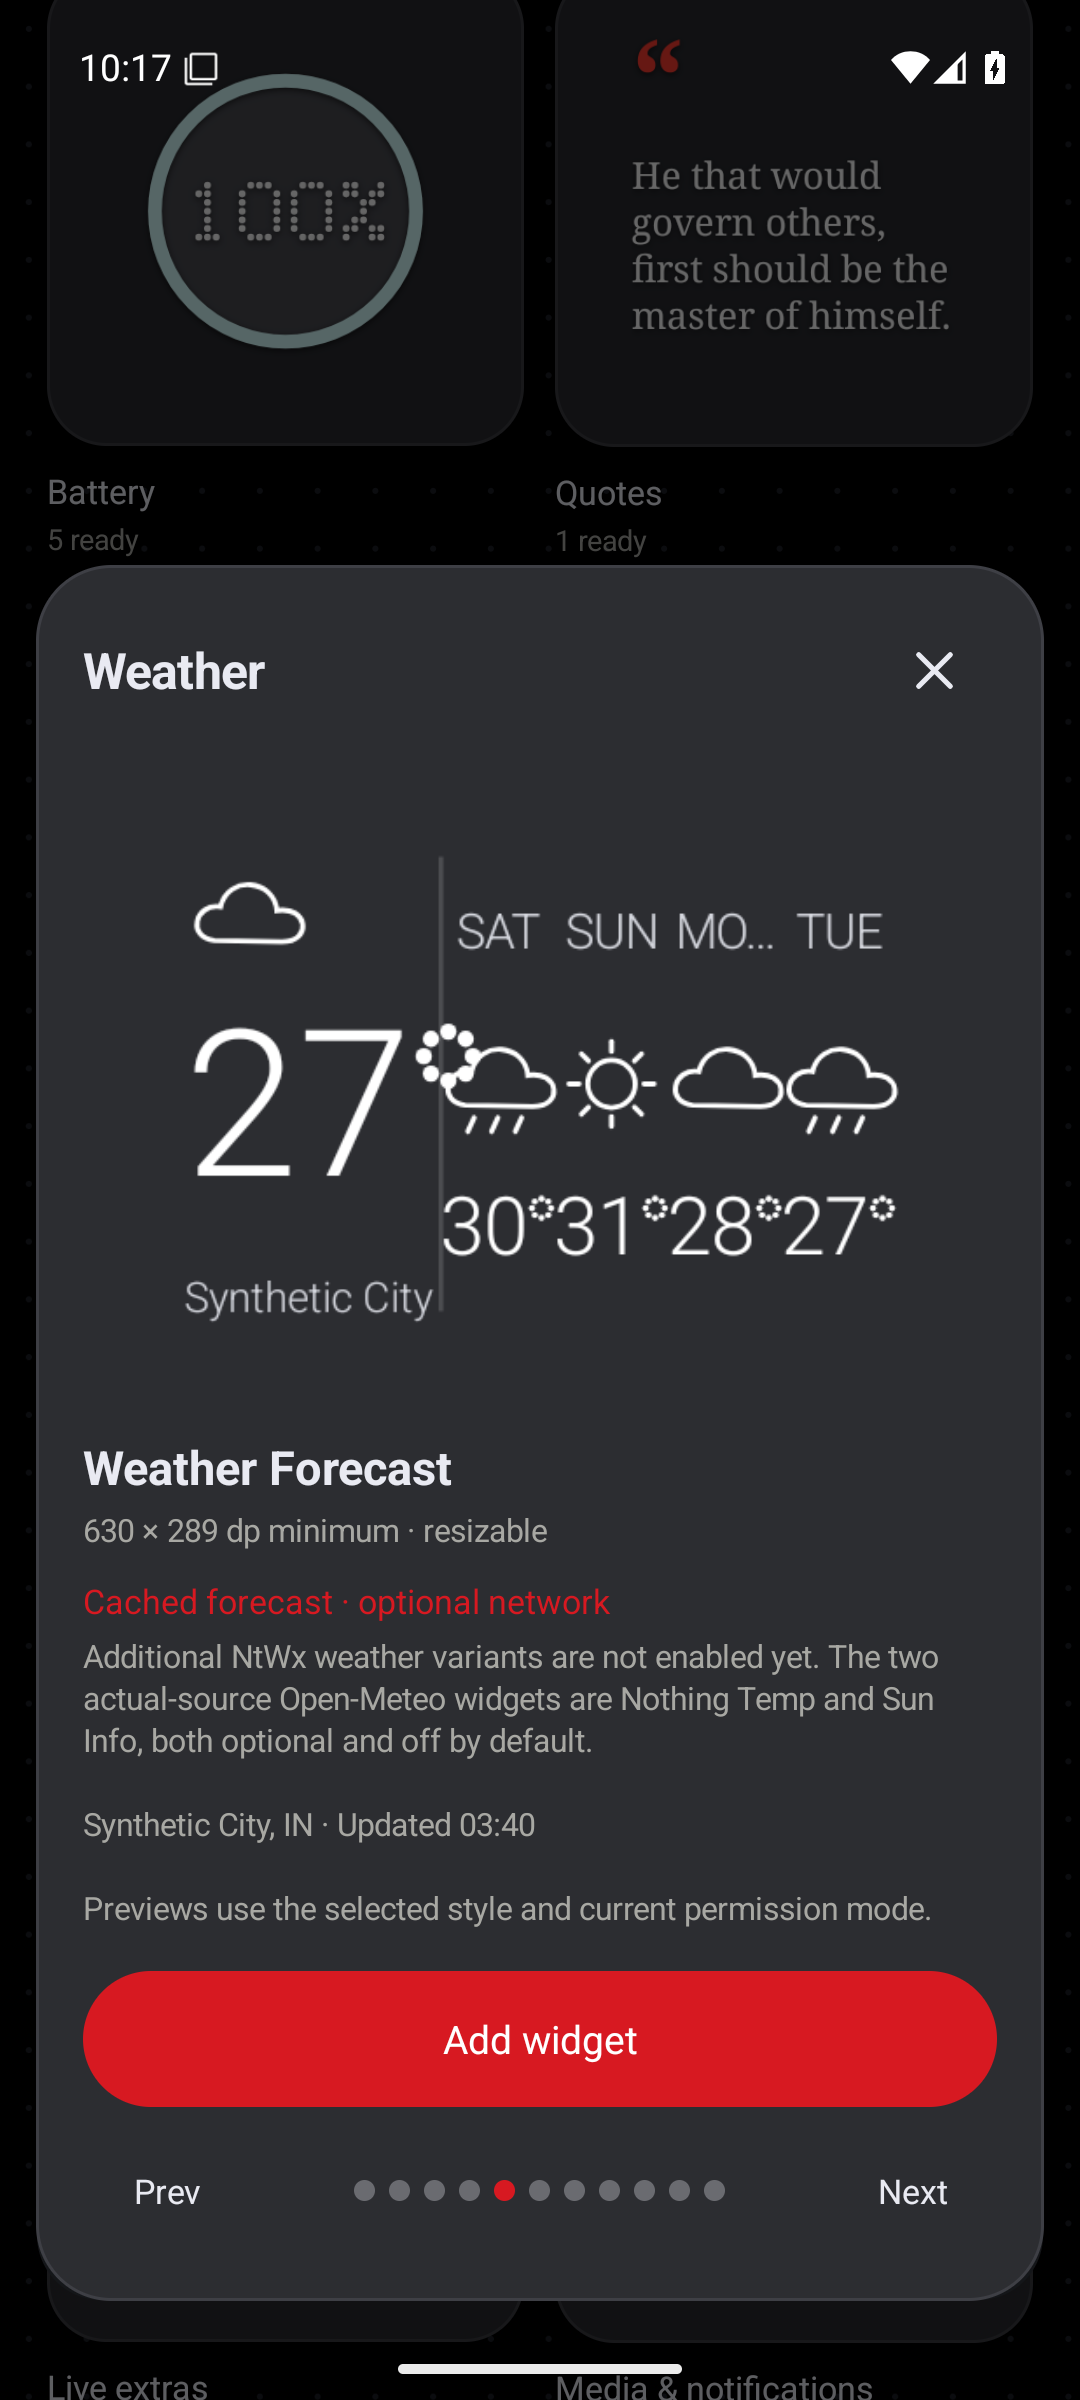 10:17
100%
“
He that would
govern others,
first should be the
master of himself.
Battery
Quotes
5 ready
1 ready
Weather
SAT SUN MO... TUE
27°
30° 31° 28° 27°
Synthetic City
Weather Forecast
630 × 289 dp minimum · resizable
Cached forecast · optional network
Additional NtWx weather variants are not enabled yet. The two
actual-source Open-Meteo widgets are Nothing Temp and Sun
Info, both optional and off by default.
Synthetic City, IN · Updated 03:40
Previews use the selected style and current permission mode.
Add widget
Prev
Next
Live extras
Media & notifications